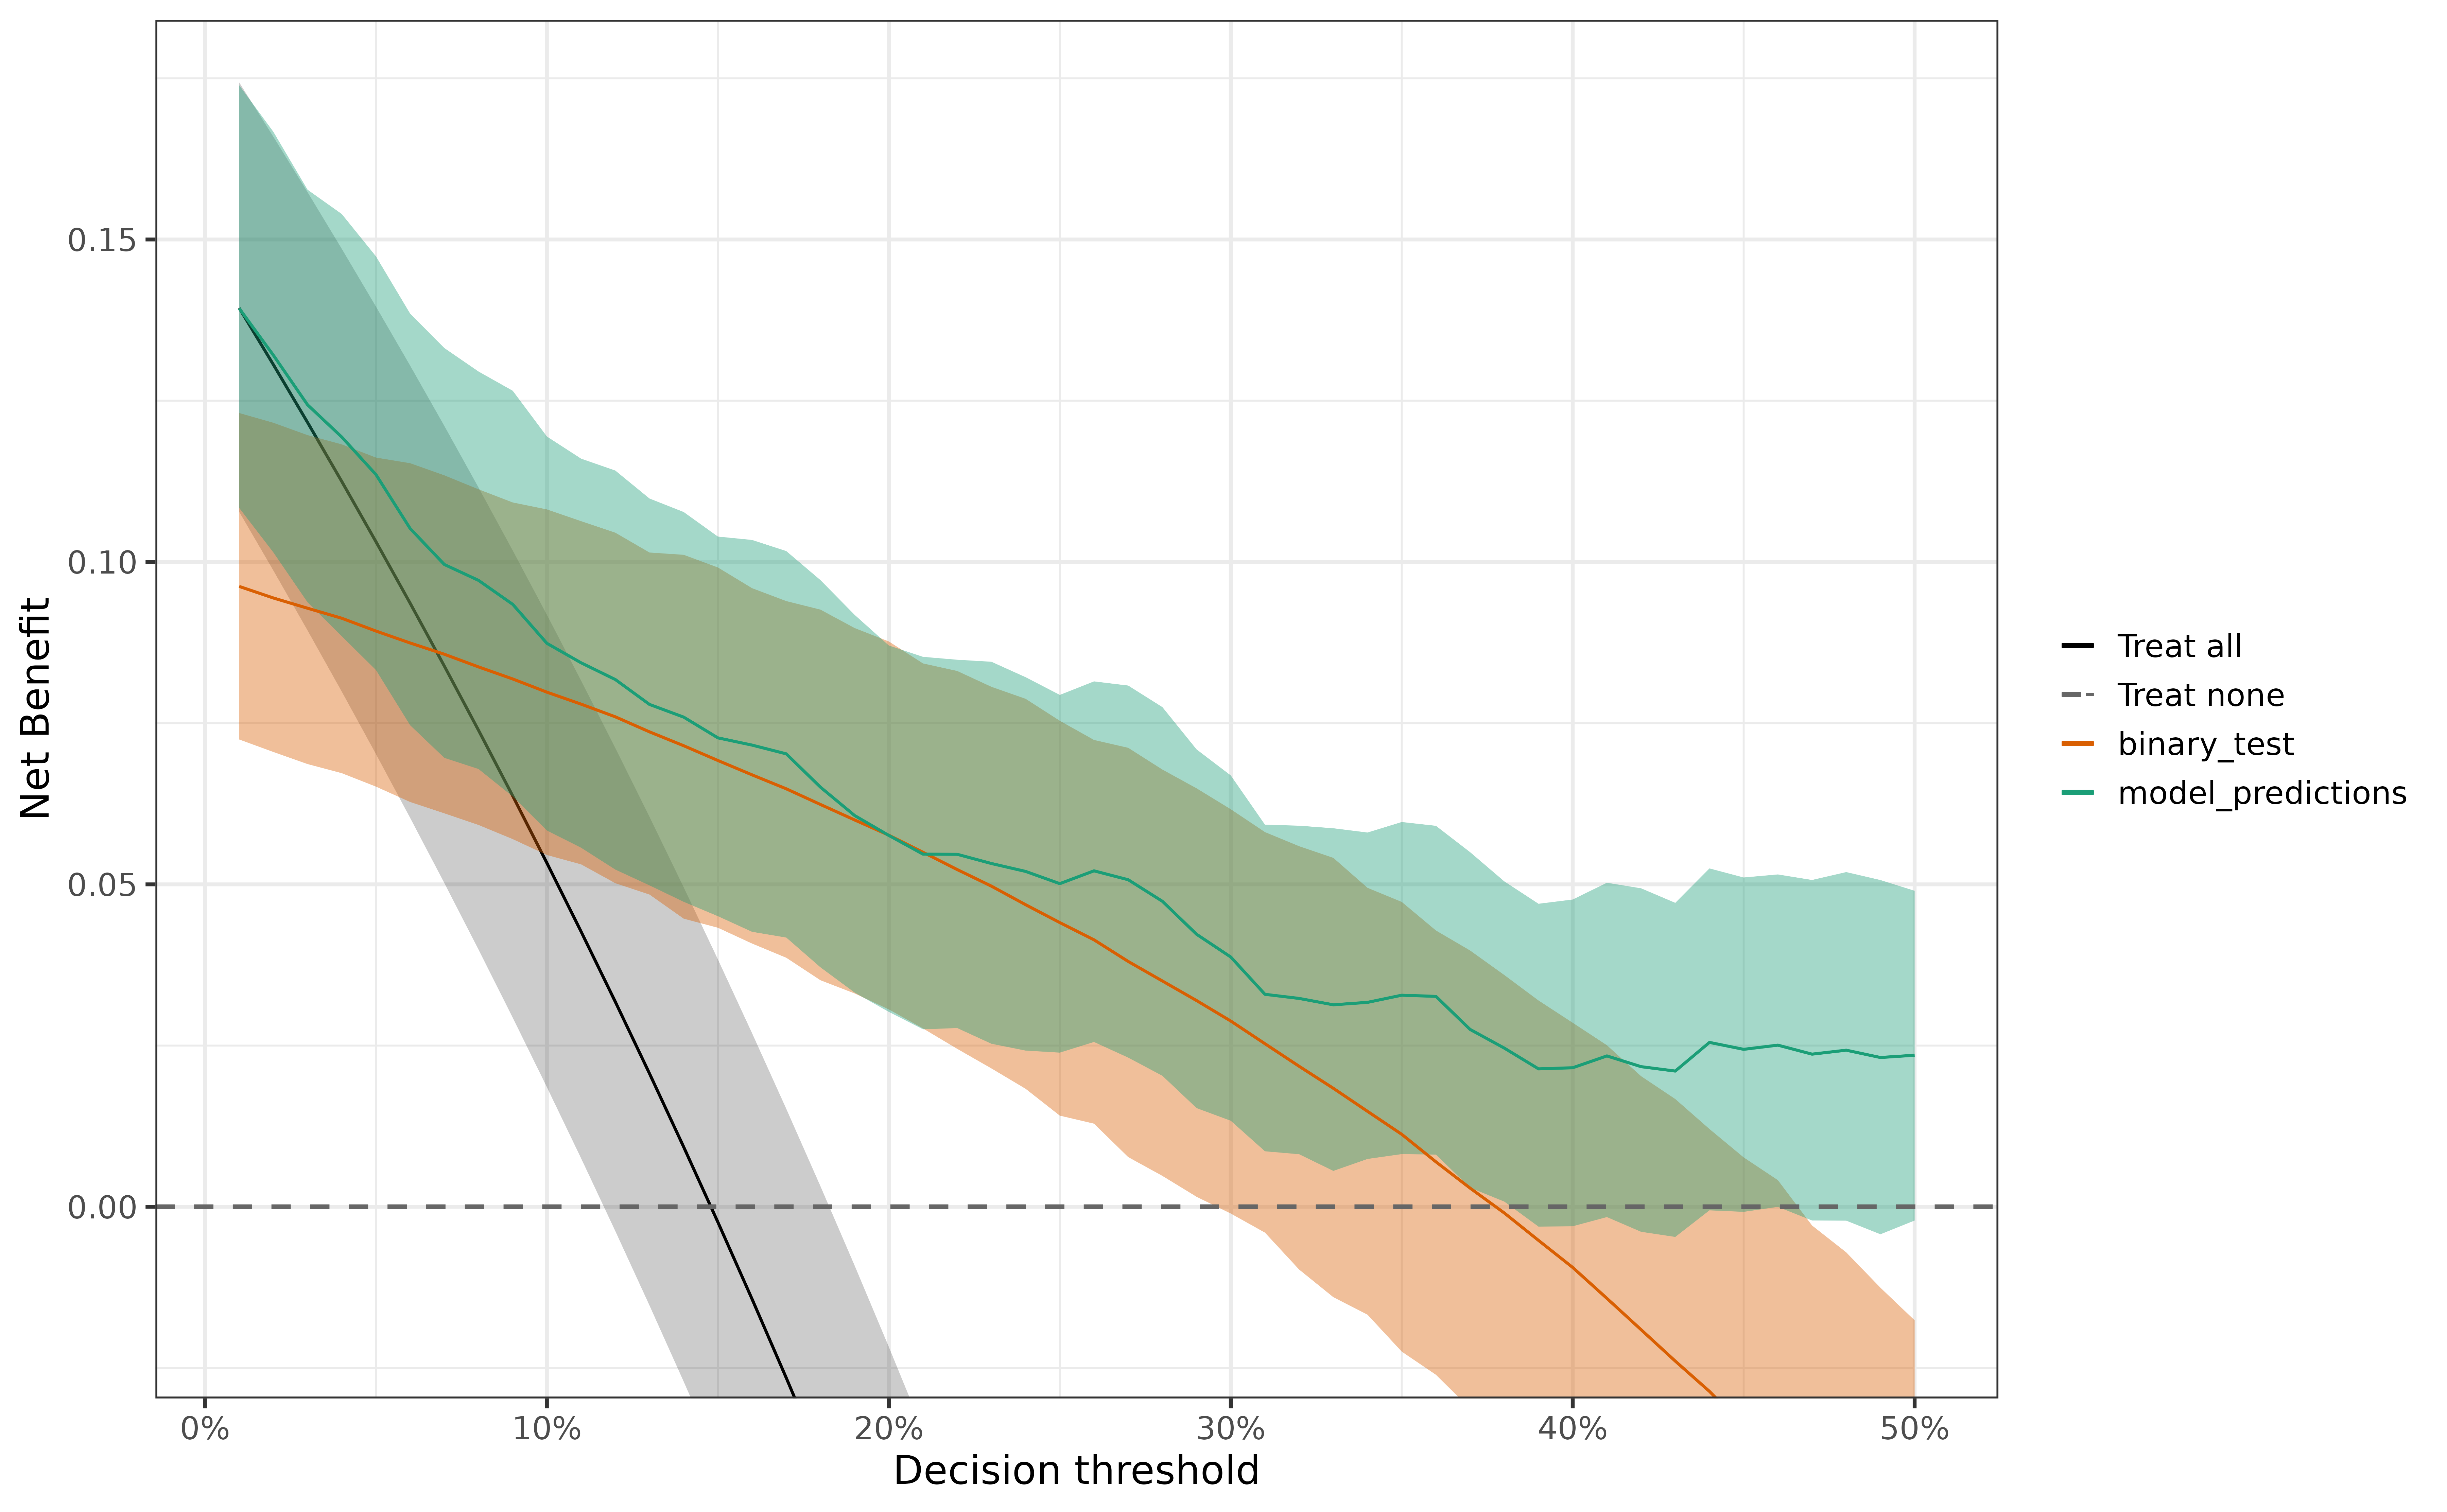 Net Benefit
0.15
0.10
0.05
0.00
0%
10%
20%
30%
40%
50%
Decision threshold
Treat all
Treat none
binary_test
model_predictions